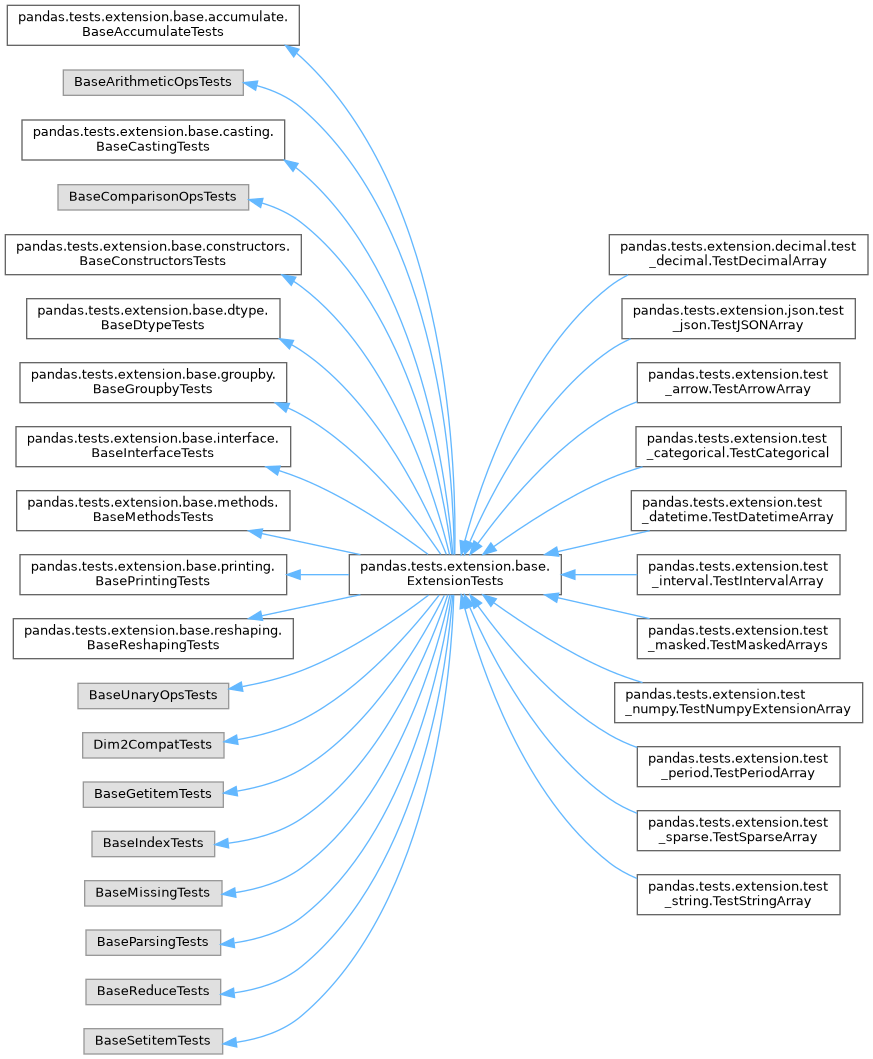 pandas.tests.extension.base.accumulate.
BaseAccumulateTests
BaseArithmeticOpsTests
pandas.tests.extension.base.casting.
BaseCastingTests
BaseComparisonOpsTests
pandas.tests.extension.base.constructors.
BaseConstructorsTests
pandas.tests.extension.base.dtype.
BaseDtypeTests
pandas.tests.extension.base.groupby.
BaseGroupbyTests
pandas.tests.extension.base.interface.
BaseInterfaceTests
pandas.tests.extension.base.methods.
BaseMethodsTests
pandas.tests.extension.base.printing.
BasePrintingTests
pandas.tests.extension.base.reshaping.
BaseReshapingTests
BaseUnaryOpsTests
Dim2CompatTests
BaseGetitemTests
BaseIndexTests
BaseMissingTests
BaseParsingTests
BaseReduceTests
BaseSetitemTests
pandas.tests.extension.base.
ExtensionTests
pandas.tests.extension.decimal.test
_decimal.TestDecimalArray
pandas.tests.extension.json.test
_json.TestJSONArray
pandas.tests.extension.test
_arrow.TestArrowArray
pandas.tests.extension.test
_categorical.TestCategorical
pandas.tests.extension.test
_datetime.TestDatetimeArray
pandas.tests.extension.test
_interval.TestIntervalArray
pandas.tests.extension.test
_masked.TestMaskedArrays
pandas.tests.extension.test
_numpy.TestNumpyExtensionArray
pandas.tests.extension.test
_period.TestPeriodArray
pandas.tests.extension.test
_sparse.TestSparseArray
pandas.tests.extension.test
_string.TestStringArray